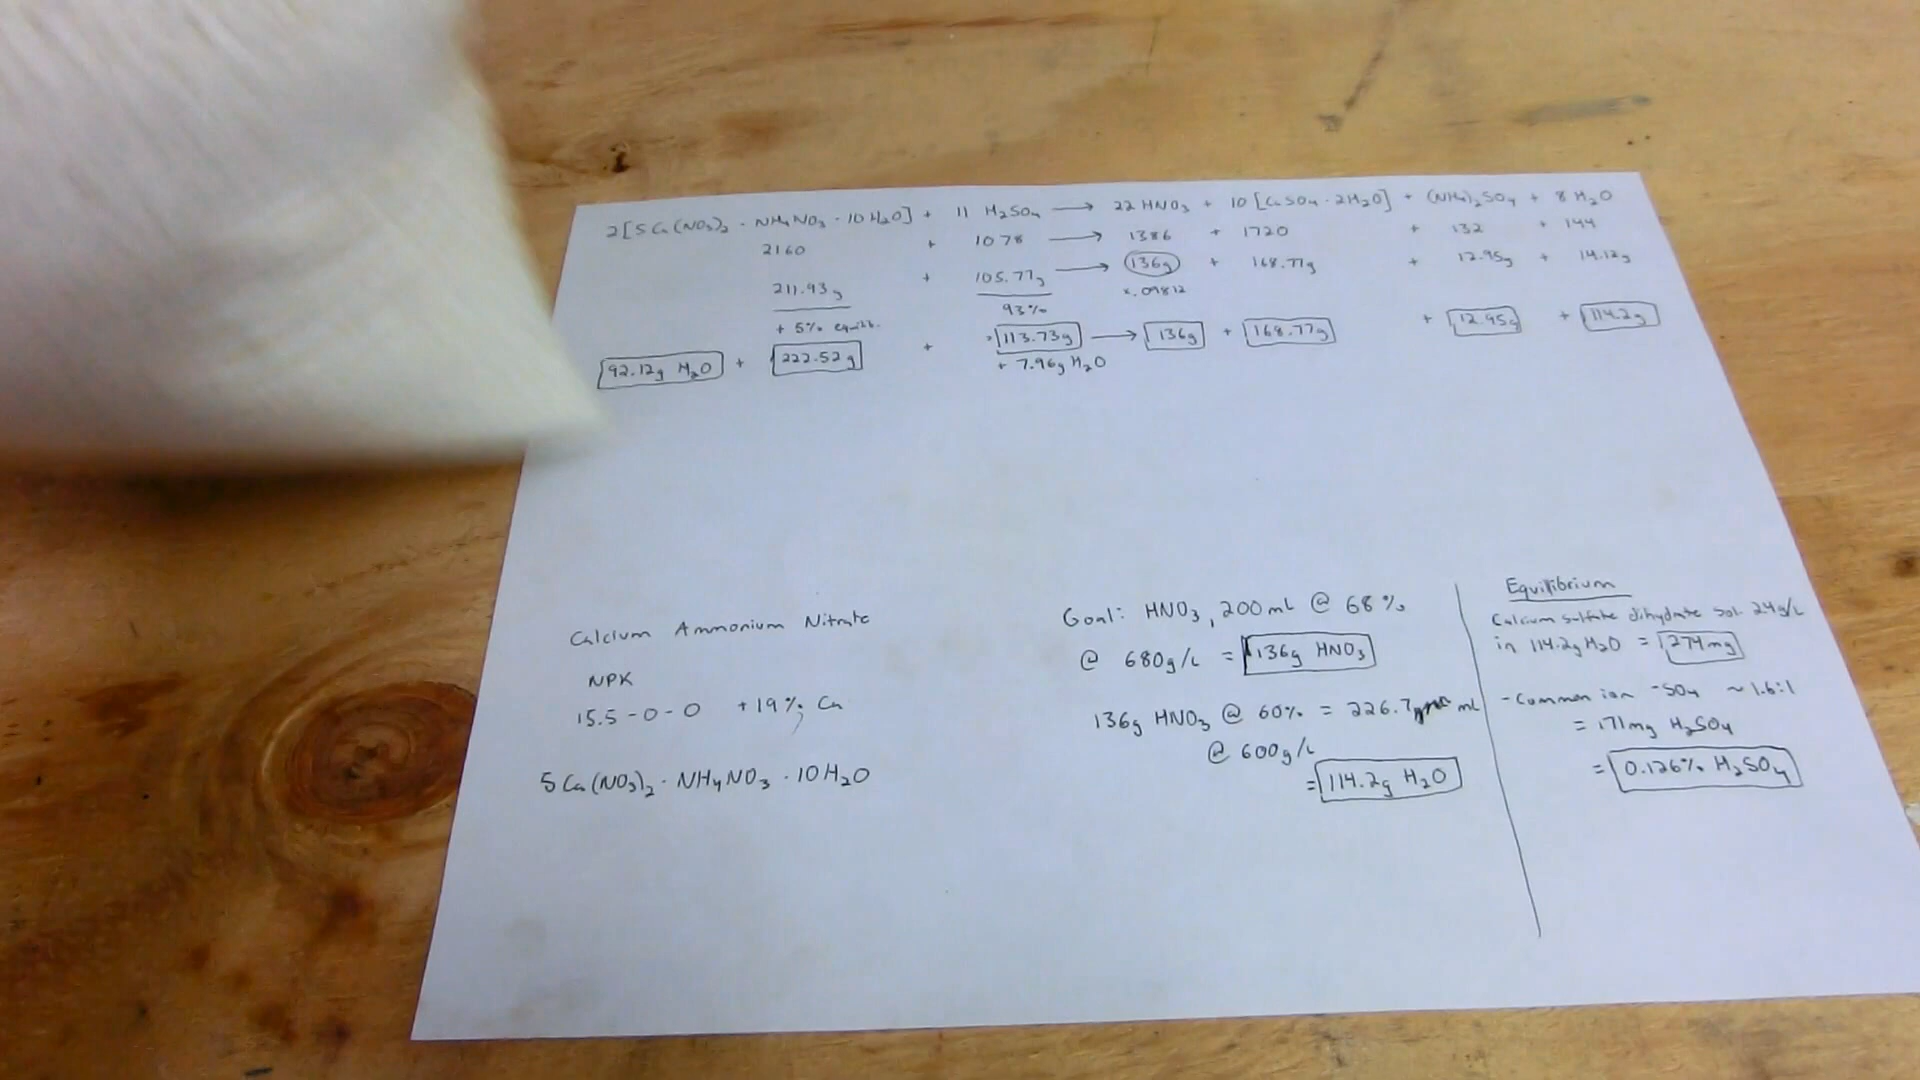 2[5Ca(NO3)2 · NH4NO3 · 10H2O] + 11 H2SO4 → 22 HNO3 + 10 [CaSO4 · 2H2O] + (NH4)2SO4 + 8 H2O
2160 + 1078 → 1386 + 1720 + 132 + 144
211.93g + 105.77g → 136g + 168.77g + 12.95g + 14.12g
+ 5% equilib. 93% x.09812
92.12g H2O + 222.52g + 113.73g → 136g + 168.77g + 12.95g + 114.2g
+ 7.96g H2O
Calcium Ammonium Nitrate
NPK
15.5-0-0 +19% Ca
5Ca(NO3)2 · NH4NO3 · 10H2O
Goal: HNO3, 200mL @ 68%
@ 680g/L = 136g HNO3
136g HNO3 @ 60% = 226.7 mL
@ 600g/L
= 114.2g H2O
Equilibrium
Calcium sulfate dihydrate sol. 24g/L
in 114.2g H2O = 274mg
- Common ion -SO4 ~1.6:1
= 171mg H2SO4
= 0.126% H2SO4